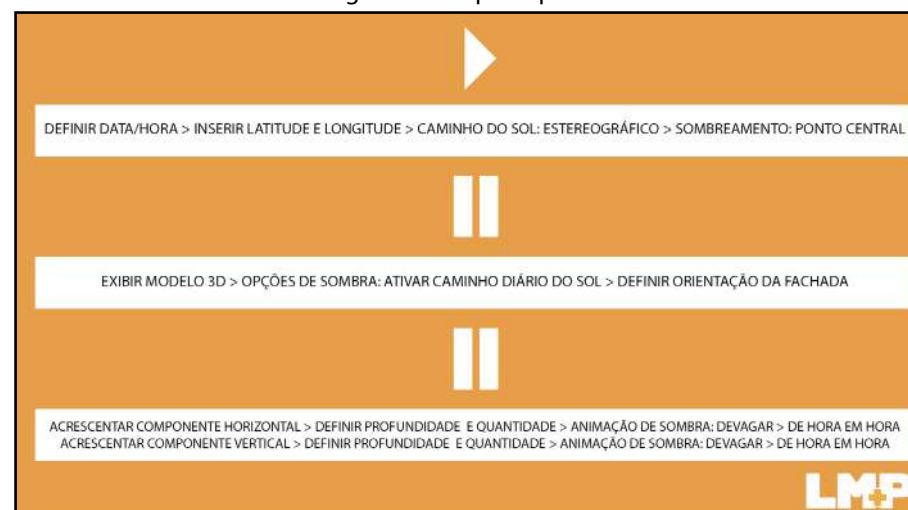 DEFINIR DATA/HORA > INSERIR LATITUDE E LONGITUDE > CAMINHO DO SOL: ESTEREOGRÁFICO > SOMBREAMENTO: PONTO CENTRAL
EXIBIR MODELO 3D > OPÇÕES DE SOMBRA: ATIVAR CAMINHO DIÁRIO DO SOL > DEFINIR ORIENTAÇÃO DA FACHADA
ACRESCENTAR COMPONENTE HORIZONTAL > DEFINIR PROFUNDIDADE E QUANTIDADE > ANIMAÇÃO DE SOMBRA: DEVAGAR > DE HORA EM HORA
ACRESCENTAR COMPONENTE VERTICAL > DEFINIR PROFUNDIDADE E QUANTIDADE > ANIMAÇÃO DE SOMBRA: DEVAGAR > DE HORA EM HORA
LM+P